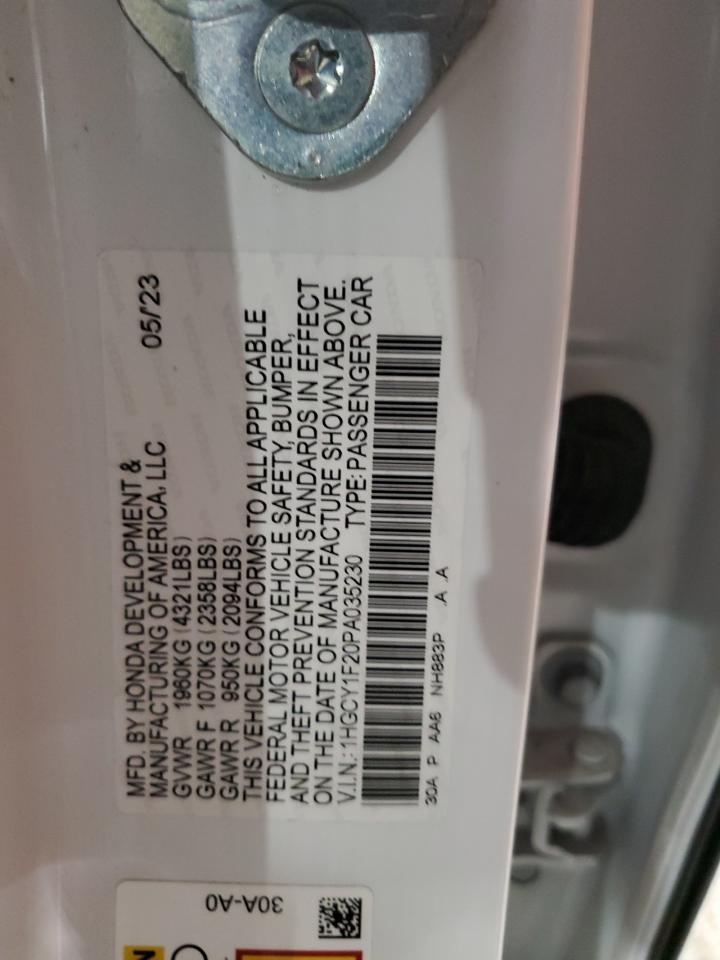 MFD. BY HONDA DEVELOPMENT &
MANUFACTURING OF AMERICA, LLC 05/'23
GVWR 1960KG (4321LBS)
GAWR F 1070KG (2358LBS)
GAWR R 950KG (2094LBS)
THIS VEHICLE CONFORMS TO ALL APPLICABLE
FEDERAL MOTOR VEHICLE SAFETY, BUMPER,
AND THEFT PREVENTION STANDARDS IN EFFECT
ON THE DATE OF MANUFACTURE SHOWN ABOVE.
V.I.N.: 1HGCY1F20PA035230 TYPE: PASSENGER CAR
30A P AA6 NH883P .A .A
30A-A0